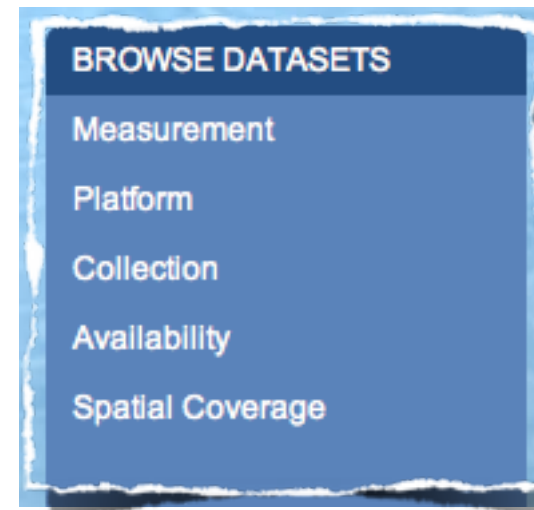 BROWSE DATASETS
Measurement
Platform
Collection
Availability
Spatial Coverage